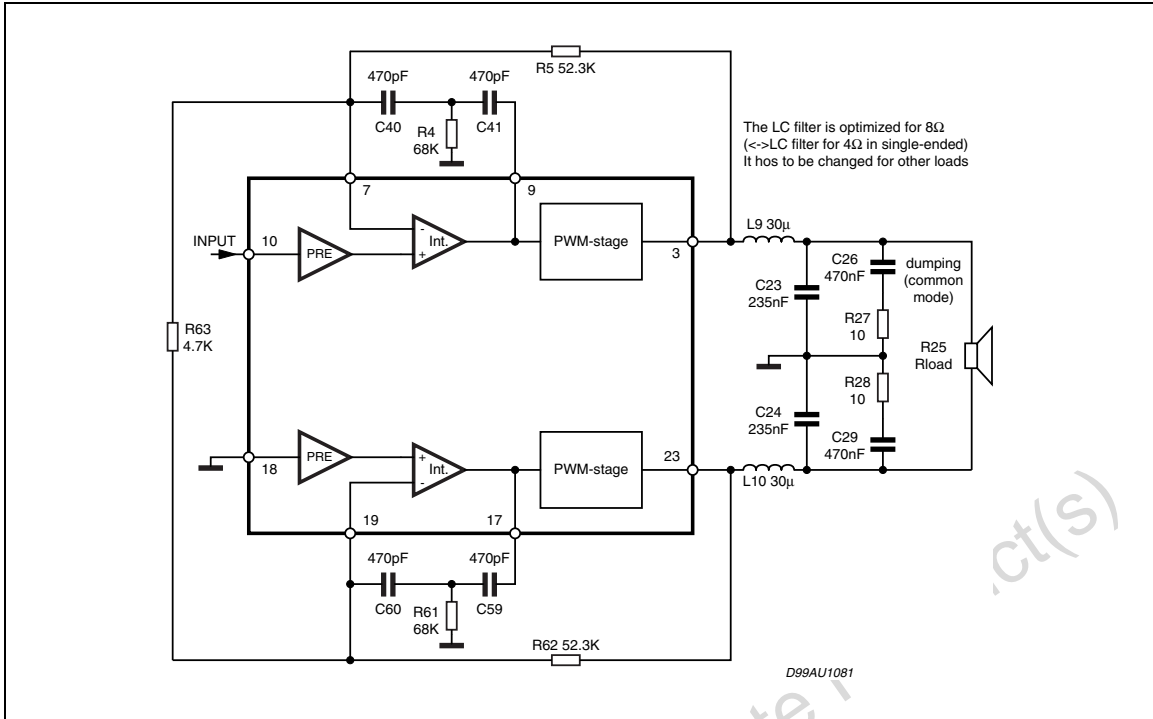 R5 52.3K
470pF 470pF
C40 C41
R4
68K
The LC filter is optimized for 8Ω
(<->LC filter for 4Ω in single-ended)
It hos to be changed for other loads
7 9
L9 30µ
INPUT 10 PRE - + Int. PWM-stage 3
C26
470nF
dumping
(common
mode)
C23
235nF
R27
10
R63
4.7K
R25
Rload
R28
10
C24
235nF
C29
470nF
18 PRE + - Int. PWM-stage 23
L10 30µ
19 17
470pF 470pF
C60 C59
R61
68K
R62 52.3K
D99AU1081
ct(s)
te